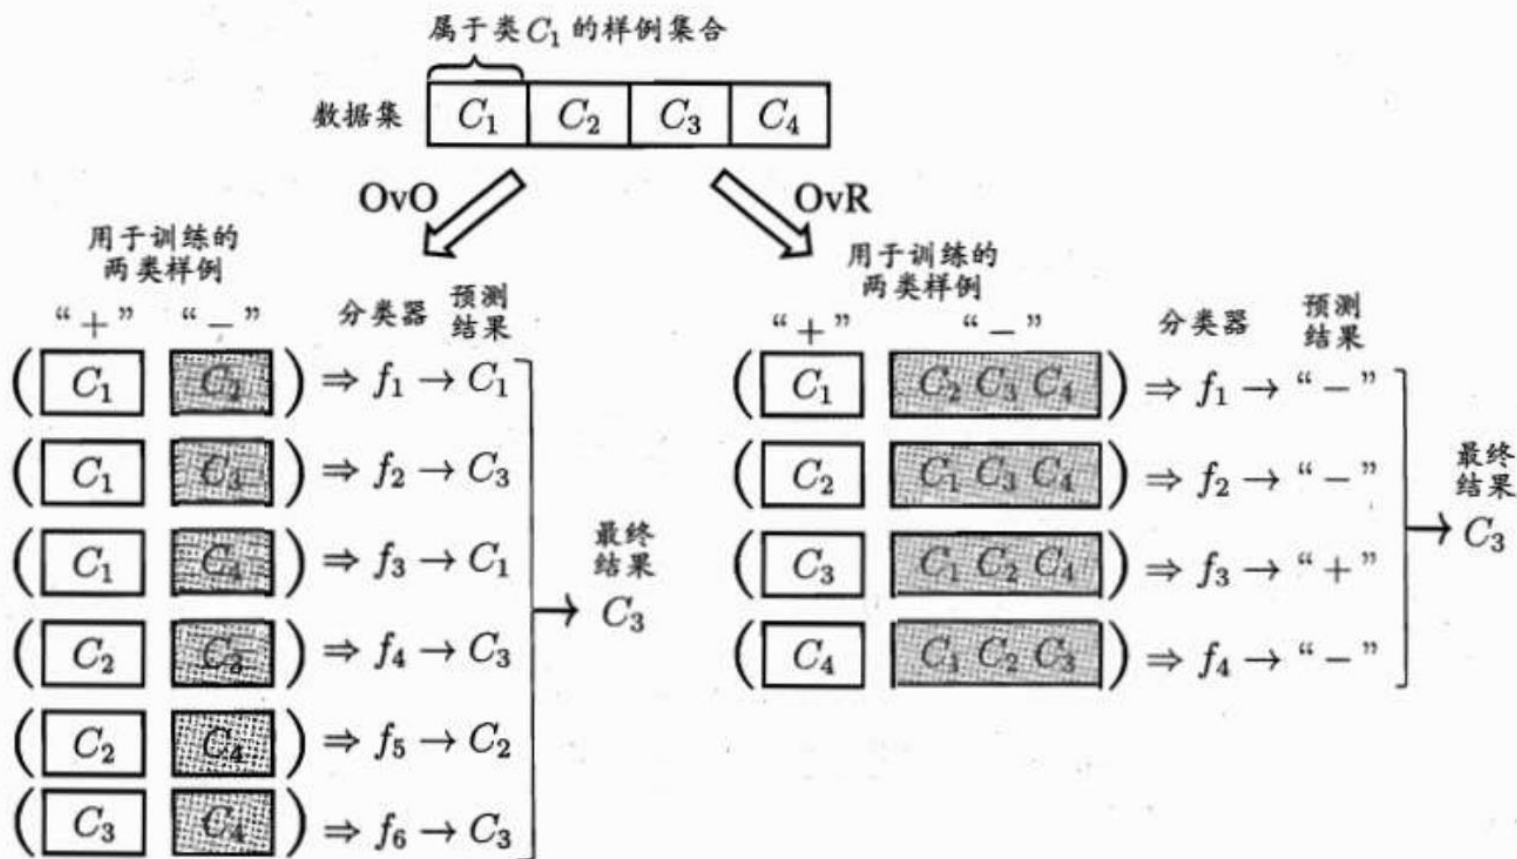 属于类 C₁ 的样例集合
数据集 C₁ C₂ C₃ C₄
OvO
OvR
用于训练的
两类样例
“+” “−” 分类器 预测
结果
( C₁ C₂ ) ⇒ f₁ → C₁
( C₁ C₃ ) ⇒ f₂ → C₃
( C₁ C₄ ) ⇒ f₃ → C₁
( C₂ C₃ ) ⇒ f₄ → C₃
( C₂ C₄ ) ⇒ f₅ → C₂
( C₃ C₄ ) ⇒ f₆ → C₃
最终
结果
C₃
用于训练的
两类样例
“+” “−” 分类器 预测
结果
( C₁ C₂ C₃ C₄ ) ⇒ f₁ → “−”
( C₂ C₁ C₃ C₄ ) ⇒ f₂ → “−”
( C₃ C₁ C₂ C₄ ) ⇒ f₃ → “+”
( C₄ C₁ C₂ C₃ ) ⇒ f₄ → “−”
最终
结果
C₃